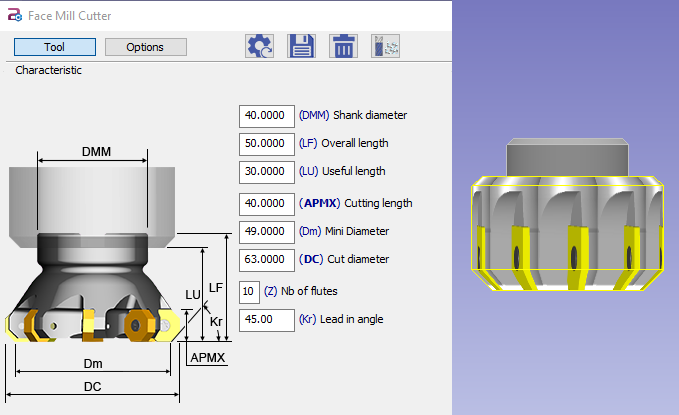 Face Mill Cutter
Tool Options
Characteristic
40.0000 (DMM) Shank diameter
50.0000 (LF) Overall length
30.0000 (LU) Useful length
40.0000 (APMX) Cutting length
49.0000 (Dm) Mini Diameter
63.0000 (DC) Cut diameter
10 (Z) Nb of flutes
45.00 (Kr) Lead in angle
DMM
LF
LU
Kr
APMX
Dm
DC